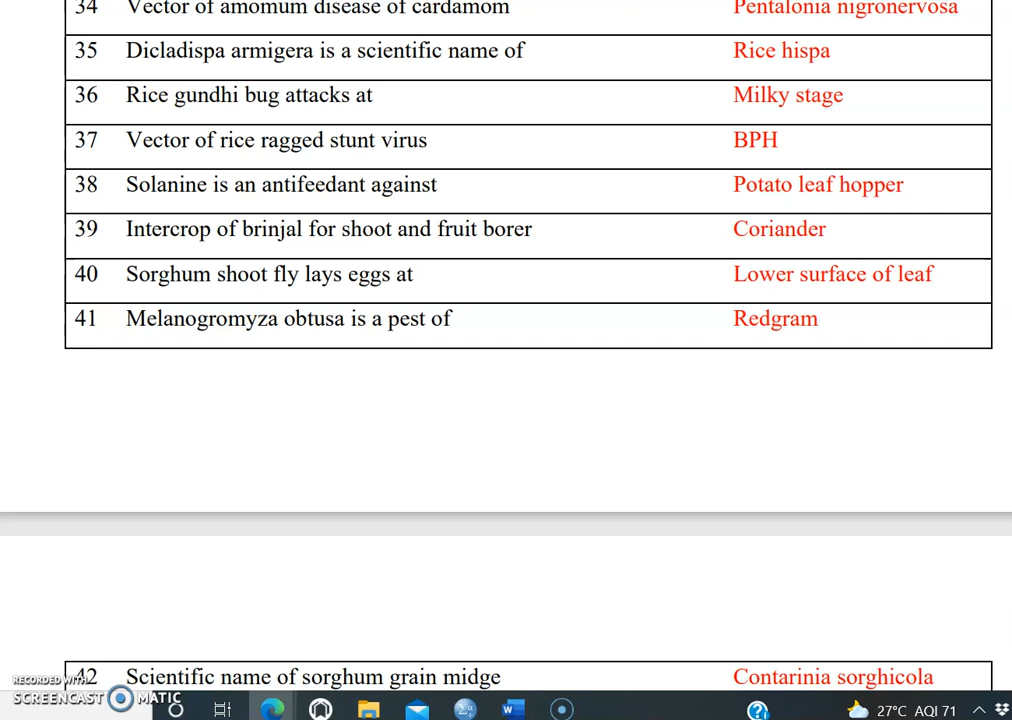 34 Vector of amomum disease of cardamom Pentalonia nigronervosa
35 Dicladispa armigera is a scientific name of Rice hispa
36 Rice gundhi bug attacks at Milky stage
37 Vector of rice ragged stunt virus BPH
38 Solanine is an antifeedant against Potato leaf hopper
39 Intercrop of brinjal for shoot and fruit borer Coriander
40 Sorghum shoot fly lays eggs at Lower surface of leaf
41 Melanogromyza obtusa is a pest of Redgram
42 Scientific name of sorghum grain midge Contarinia sorghicola
RECORDED WITH
SCREENCAST MATIC
27°C AQI 71